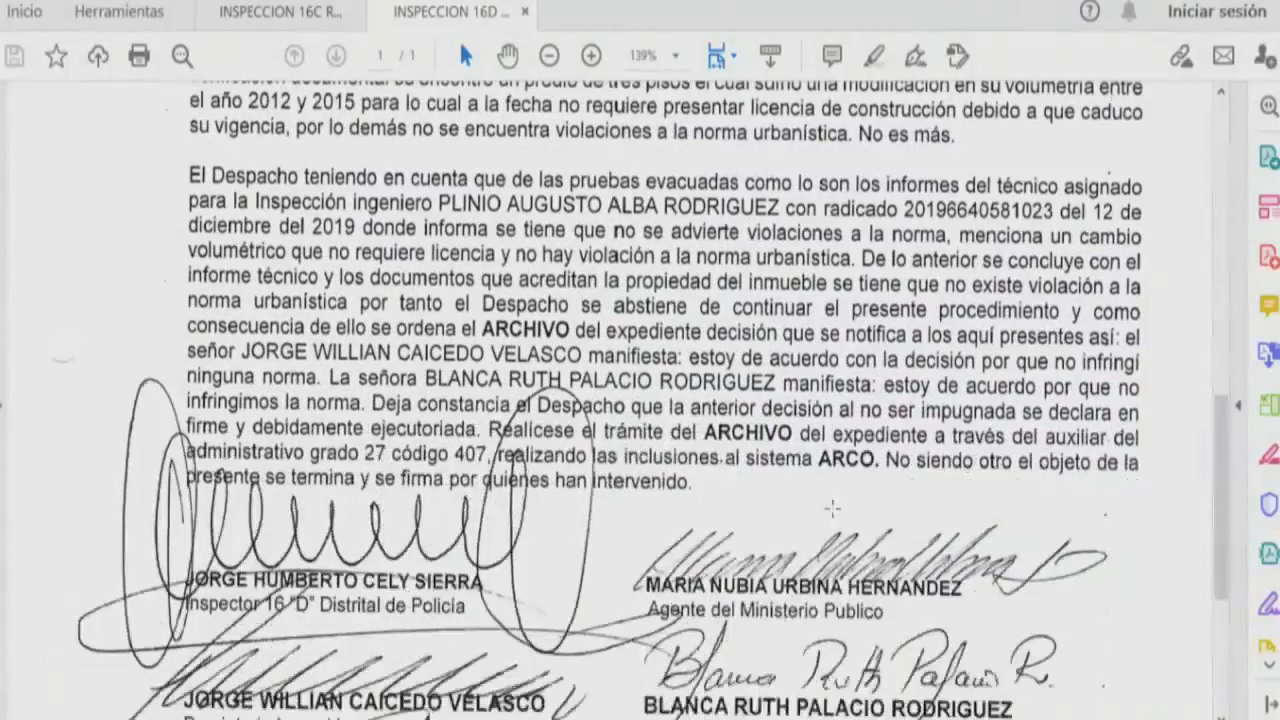 Inicio Herramientas INSPECCION 16C R... INSPECCION 16D ... × Iniciar sesión
1 / 1 139%
el año 2012 y 2015 para lo cual a la fecha no requiere presentar licencia de construcción debido a que caduco
su vigencia, por lo demás no se encuentra violaciones a la norma urbanística. No es más.
El Despacho teniendo en cuenta que de las pruebas evacuadas como lo son los informes del técnico asignado
para la Inspección ingeniero PLINIO AUGUSTO ALBA RODRIGUEZ con radicado 20196640581023 del 12 de
diciembre del 2019 donde informa se tiene que no se advierte violaciones a la norma, menciona un cambio
volumétrico que no requiere licencia y no hay violación a la norma urbanística. De lo anterior se concluye con el
informe técnico y los documentos que acreditan la propiedad del inmueble se tiene que no existe violación a la
norma urbanística por tanto el Despacho se abstiene de continuar el presente procedimiento y como
consecuencia de ello se ordena el ARCHIVO del expediente decisión que se notifica a los aquí presentes así: el
señor JORGE WILLIAN CAICEDO VELASCO manifiesta: estoy de acuerdo con la decisión por que no infringí
ninguna norma. La señora BLANCA RUTH PALACIO RODRIGUEZ manifiesta: estoy de acuerdo por que no
infringimos la norma. Deja constancia el Despacho que la anterior decisión al no ser impugnada se declara en
firme y debidamente ejecutoriada. Realícese el trámite del ARCHIVO del expediente a través del auxiliar del
administrativo grado 27 código 407, realizando las inclusiones al sistema ARCO. No siendo otro el objeto de la
presente se termina y se firma por quienes han intervenido.
JORGE HUMBERTO CELY SIERRA
Inspector 16 "D" Distrital de Policía
MARIA NUBIA URBINA HERNANDEZ
Agente del Ministerio Publico
Blanca Ruth Palacio R.
JORGE WILLIAN CAICEDO VELASCO
BLANCA RUTH PALACIO RODRIGUEZ